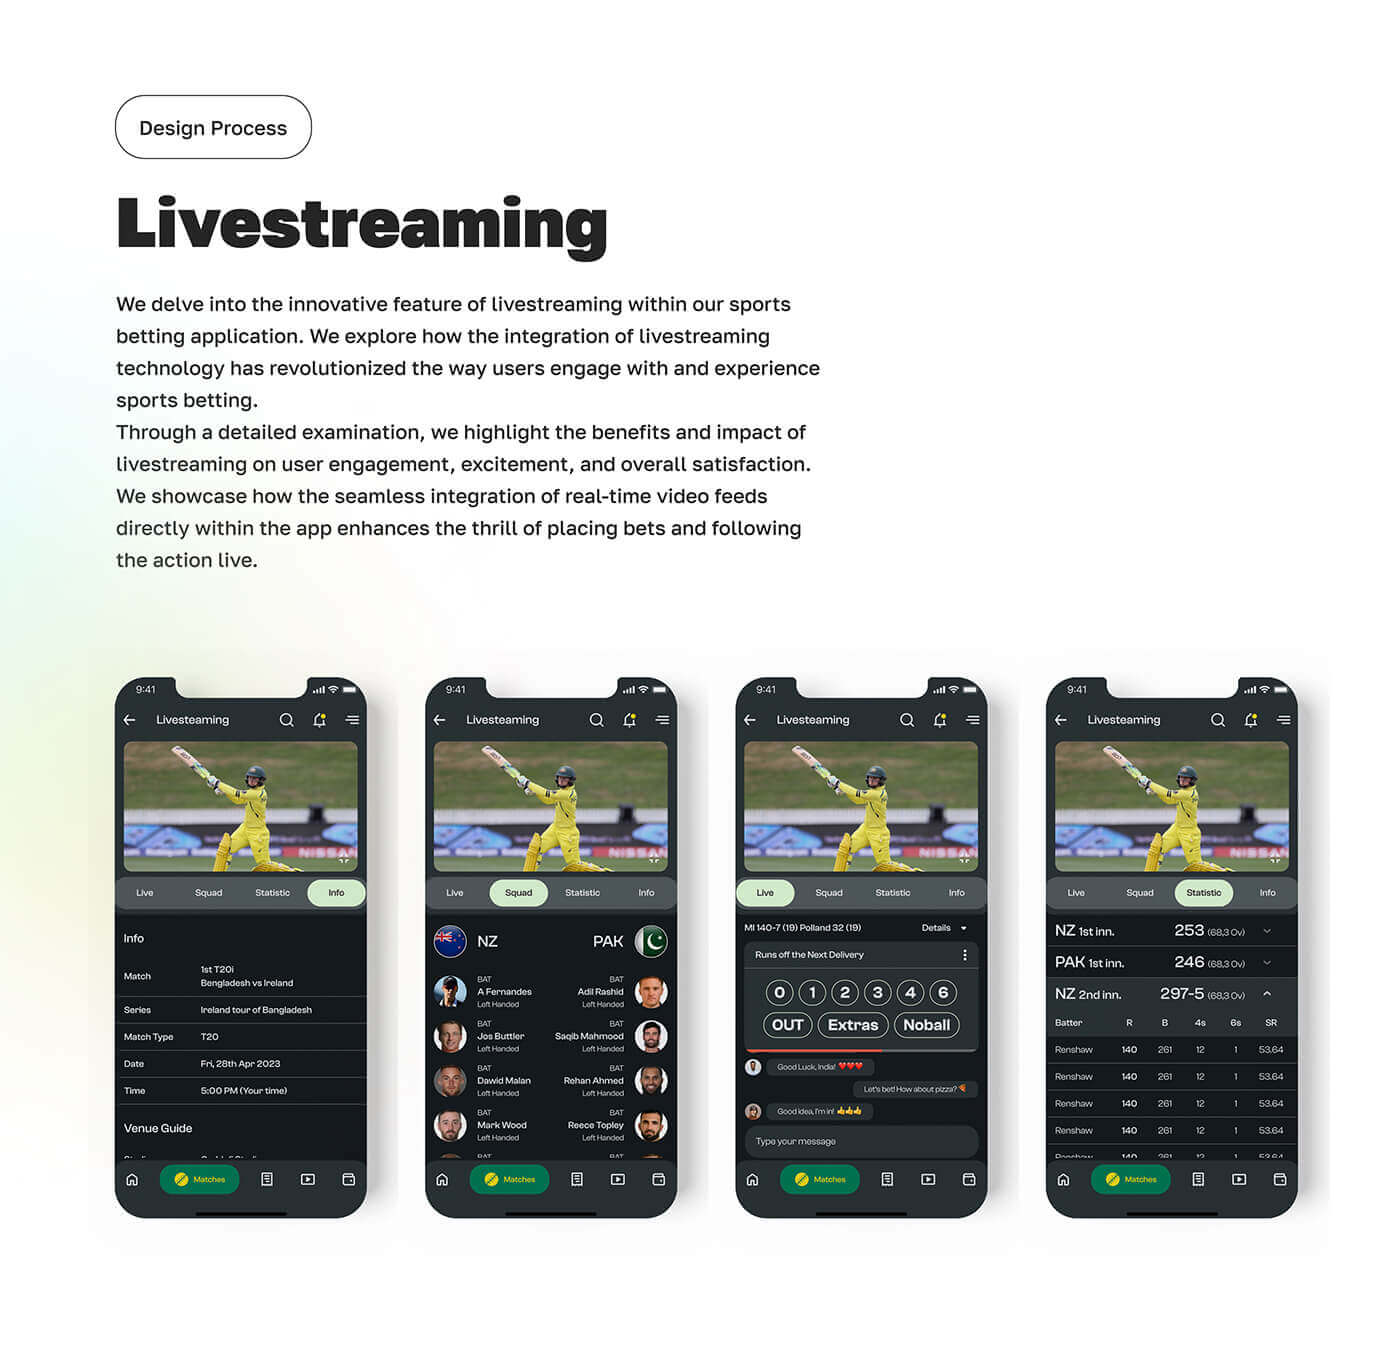 Design Process
Livestreaming
We delve into the innovative feature of livestreaming within our sports
betting application. We explore how the integration of livestreaming
technology has revolutionized the way users engage with and experience
sports betting.
Through a detailed examination, we highlight the benefits and impact of
livestreaming on user engagement, excitement, and overall satisfaction.
We showcase how the seamless integration of real-time video feeds
directly within the app enhances the thrill of placing bets and following
the action live.
9:41
Livesteaming
NISSAN
Live Squad Statistic Info
Info
Match 1st T20i
Bengladesh vs Ireland
Series Ireland tour of Bangladesh
Match Type T20
Date Fri, 28th Apr 2023
Time 5:00 PM (Your time)
Venue Guide
Matches
9:41
Livesteaming
NISSAN
Live Squad Statistic Info
NZ PAK
BAT BAT
A Fernandes Adil Rashid
Left Handed Left Handed
BAT BAT
Jos Buttler Saqib Mahmood
Left Handed Left Handed
BAT BAT
Dawid Malan Rehan Ahmed
Left Handed Left Handed
BAT BAT
Mark Wood Reece Topley
Left Handed Left Handed
BAT BAT
Matches
9:41
Livesteaming
NISSAN
Live Squad Statistic Info
MI 140-7 (19) Polland 32 (19) Details
Runs off the Next Delivery
0 1 2 3 4 6
OUT Extras Noball
Good Luck, India! ❤️❤️❤️
Let's bet! How about pizza? 🍕
Good idea, I'm in! 👍👍👍
Type your message
Matches
9:41
Livesteaming
NISSAN
Live Squad Statistic Info
NZ 1st inn. 253 (68,3 Ov)
PAK 1st inn. 246 (68,3 Ov)
NZ 2nd inn. 297-5 (68,3 Ov)
Batter R B 4s 6s SR
Renshaw 140 261 12 1 53.64
Renshaw 140 261 12 1 53.64
Renshaw 140 261 12 1 53.64
Renshaw 140 261 12 1 53.64
Renshaw 140 261 12 1 53.64
Matches